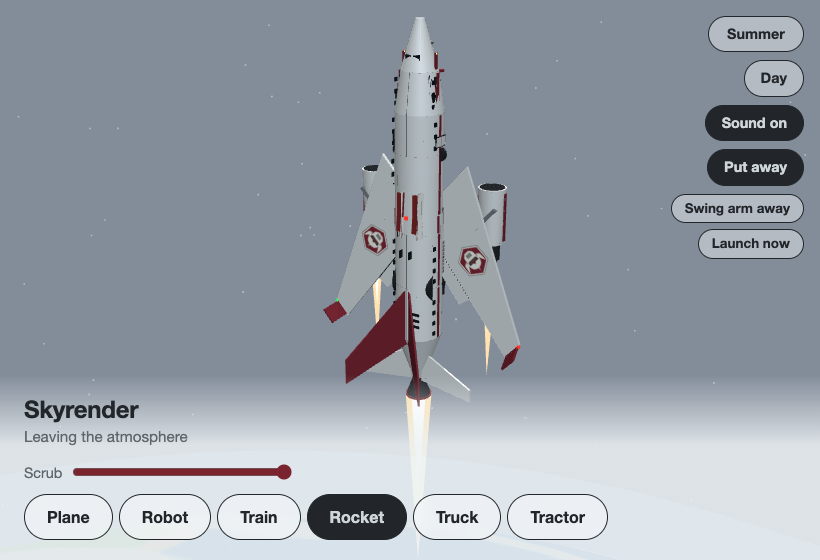 Summer
Day
Sound on
Put away
Swing arm away
Launch now
Skyrender
Leaving the atmosphere
Scrub
Plane Robot Train Rocket Truck Tractor